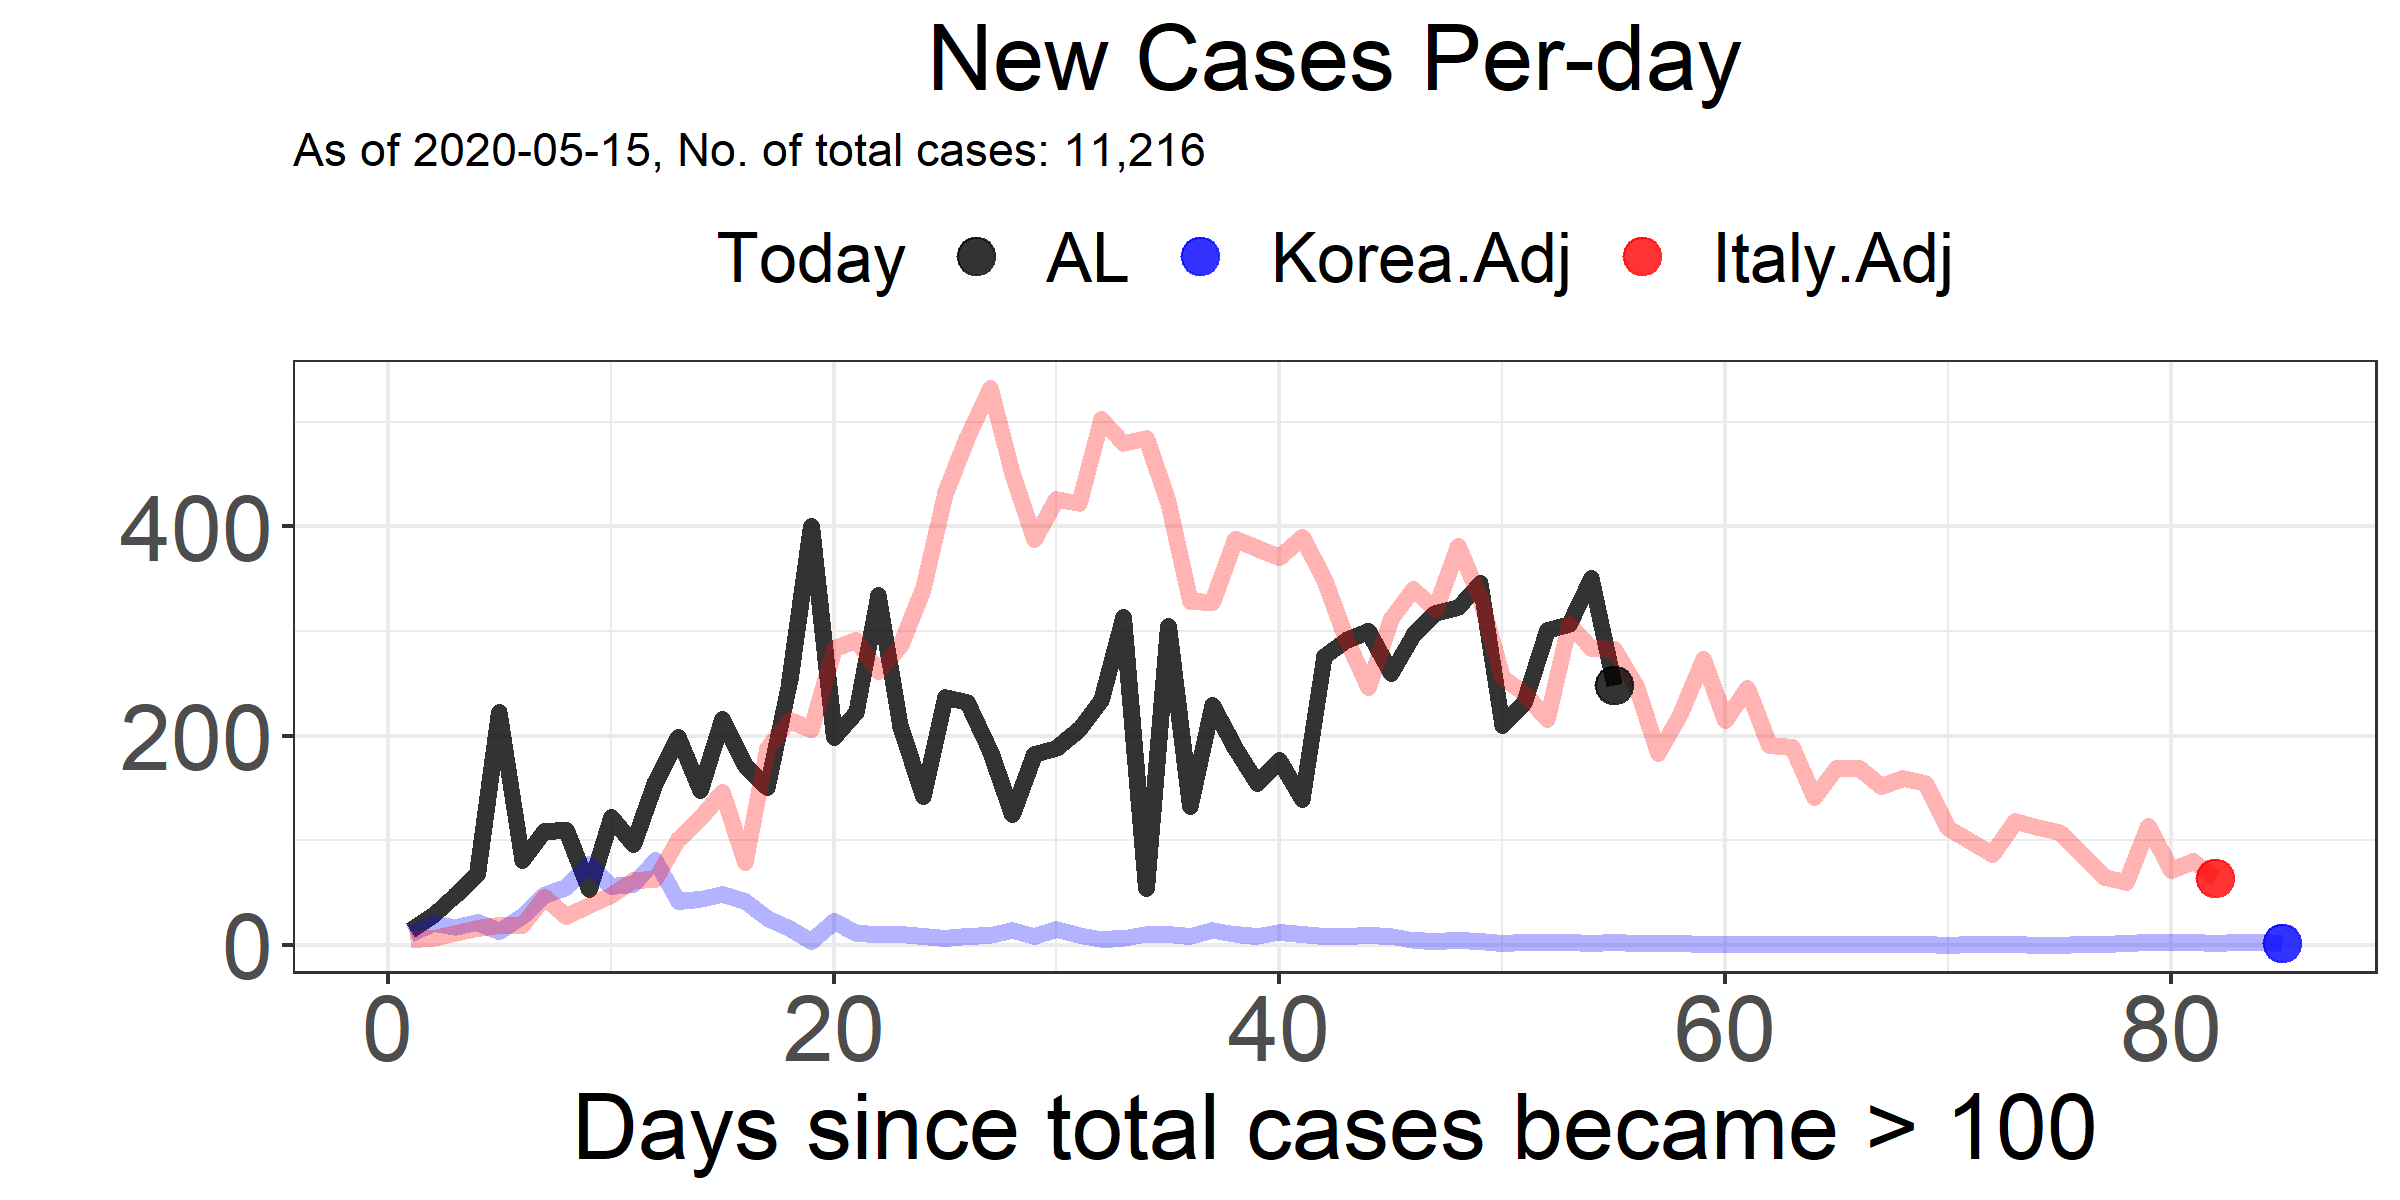 New Cases Per-day
As of 2020-05-15, No. of total cases: 11,216
Today AL Korea.Adj Italy.Adj
400
200
0
0 20 40 60 80
Days since total cases became > 100